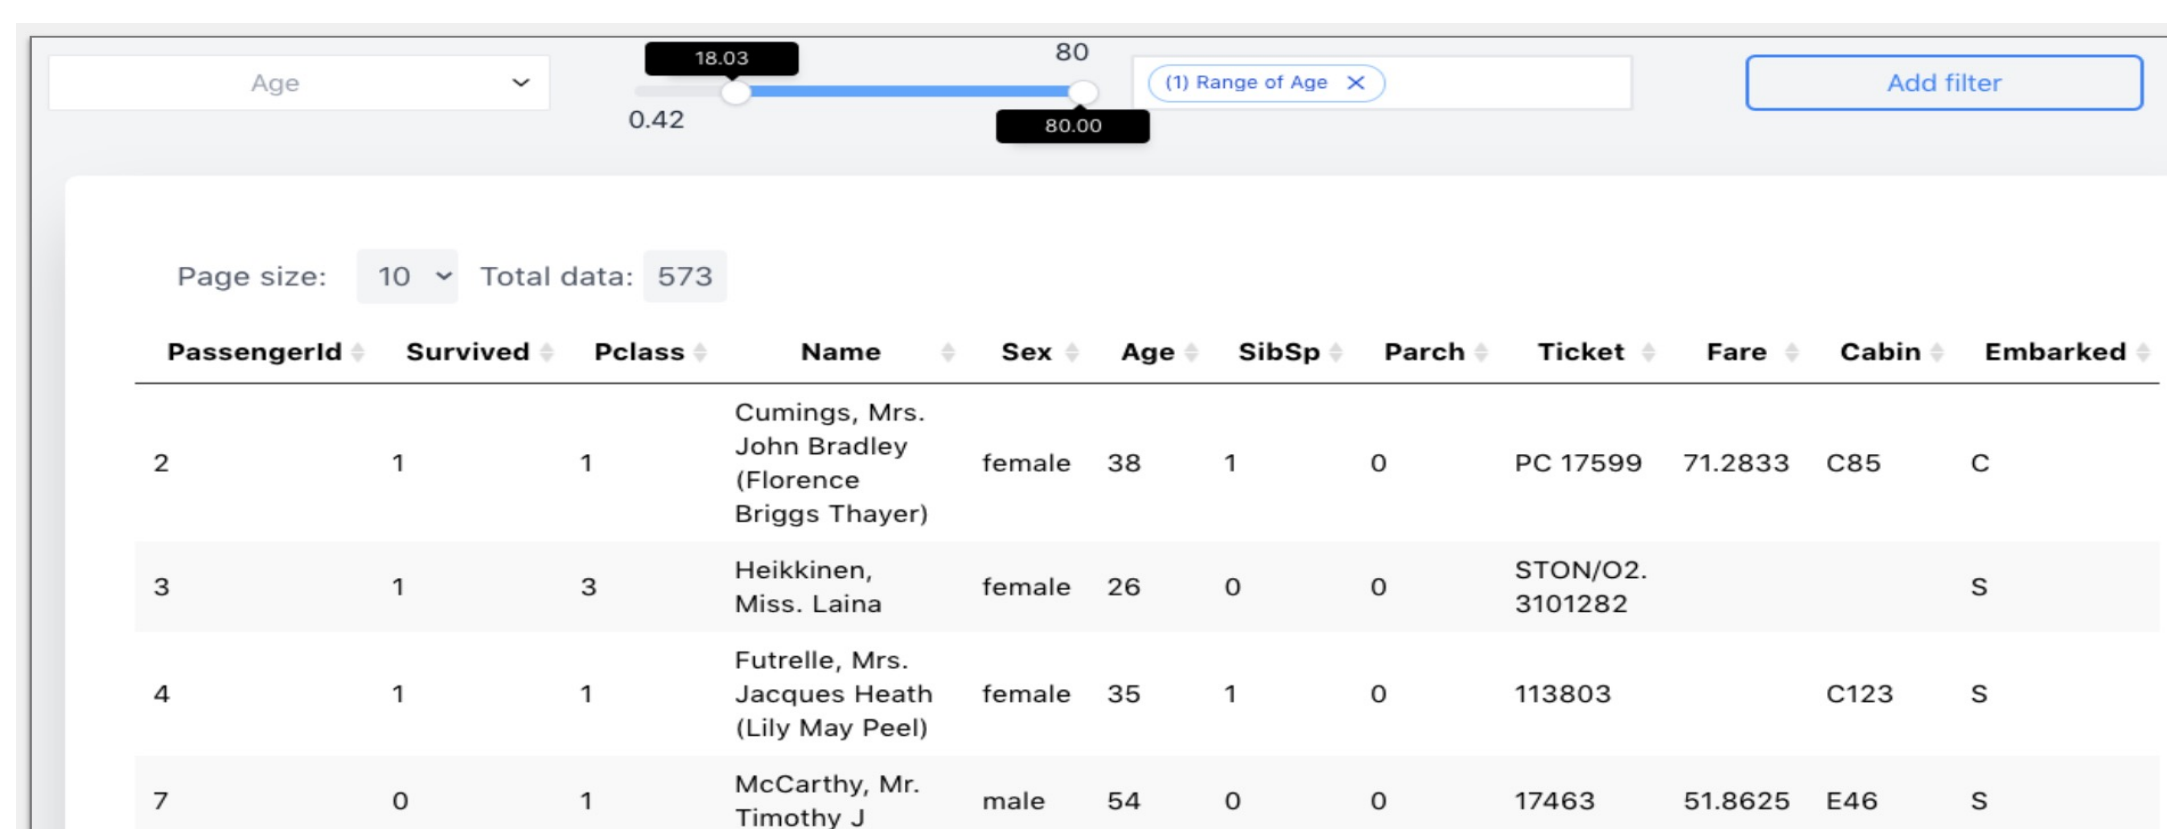 18.03 80
Age (1) Range of Age Add filter
0.42 80.00
Page size: 10 Total data: 573
PassengerId Survived Pclass Name Sex Age SibSp Parch Ticket Fare Cabin Embarked
Cumings, Mrs.
John Bradley
2 1 1 female 38 1 0 PC 17599 71.2833 C85 C
(Florence
Briggs Thayer)
Heikkinen,
3 1 3 female 26 0 0 STON/O2. S
Miss. Laina 3101282
Futrelle, Mrs.
4 1 1 Jacques Heath female 35 1 0 113803 C123 S
(Lily May Peel)
McCarthy, Mr.
7 0 1 male 54 0 0 17463 51.8625 E46 S
Timothy J